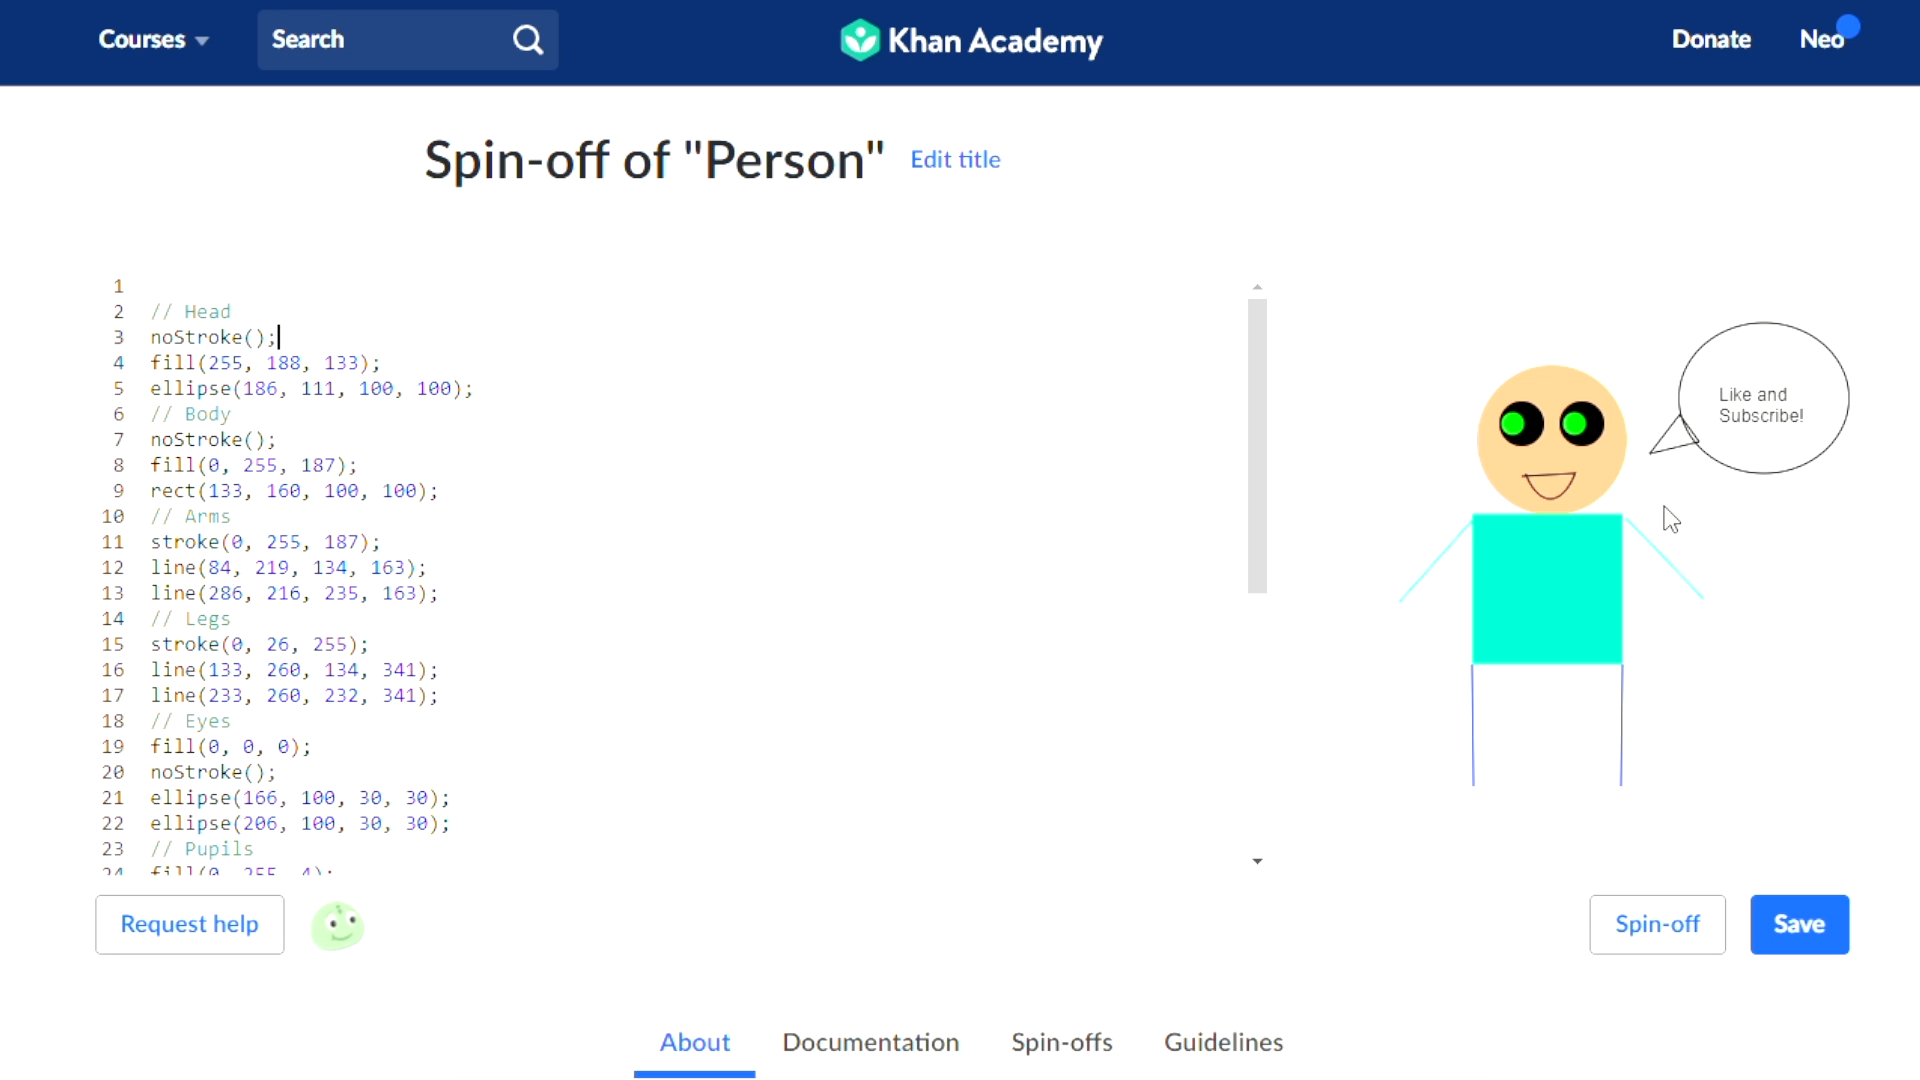 Courses
Search
Khan Academy
Donate
Neo
Spin-off of "Person" Edit title
1
2 // Head
3 noStroke();
4 fill(255, 188, 133);
5 ellipse(186, 111, 100, 100);
6 // Body
7 noStroke();
8 fill(0, 255, 187);
9 rect(133, 160, 100, 100);
10 // Arms
11 stroke(0, 255, 187);
12 line(84, 219, 134, 163);
13 line(286, 216, 235, 163);
14 // Legs
15 stroke(0, 26, 255);
16 line(133, 260, 134, 341);
17 line(233, 260, 232, 341);
18 // Eyes
19 fill(0, 0, 0);
20 noStroke();
21 ellipse(166, 100, 30, 30);
22 ellipse(206, 100, 30, 30);
23 // Pupils
24 fill(0, 255, 4);
Like and
Subscribe!
Request help
Spin-off
Save
About
Documentation
Spin-offs
Guidelines